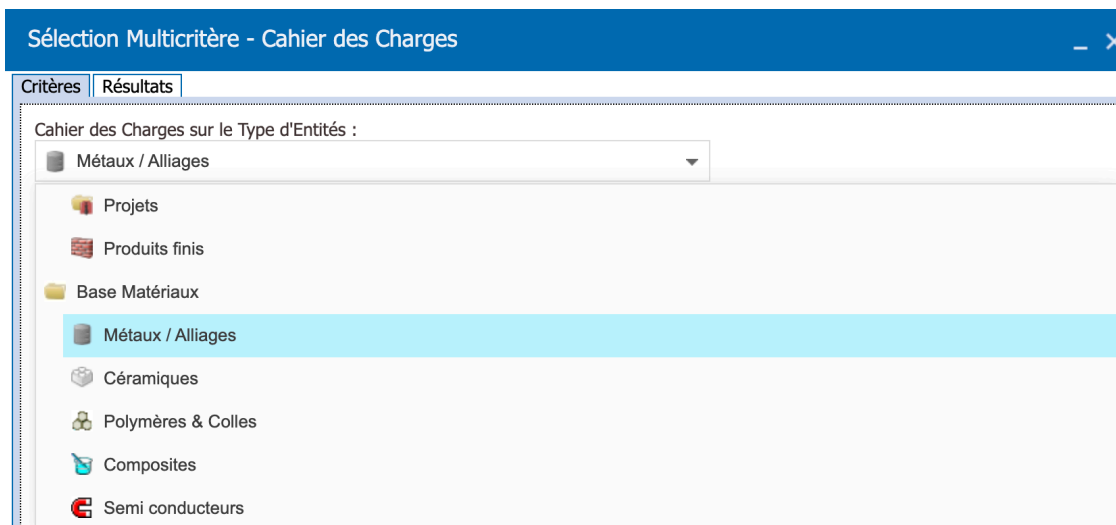 Sélection Multicritère - Cahier des Charges
Critères Résultats
Cahier des Charges sur le Type d'Entités :
Métaux / Alliages
Projets
Produits finis
Base Matériaux
Métaux / Alliages
Céramiques
Polymères & Colles
Composites
Semi conducteurs